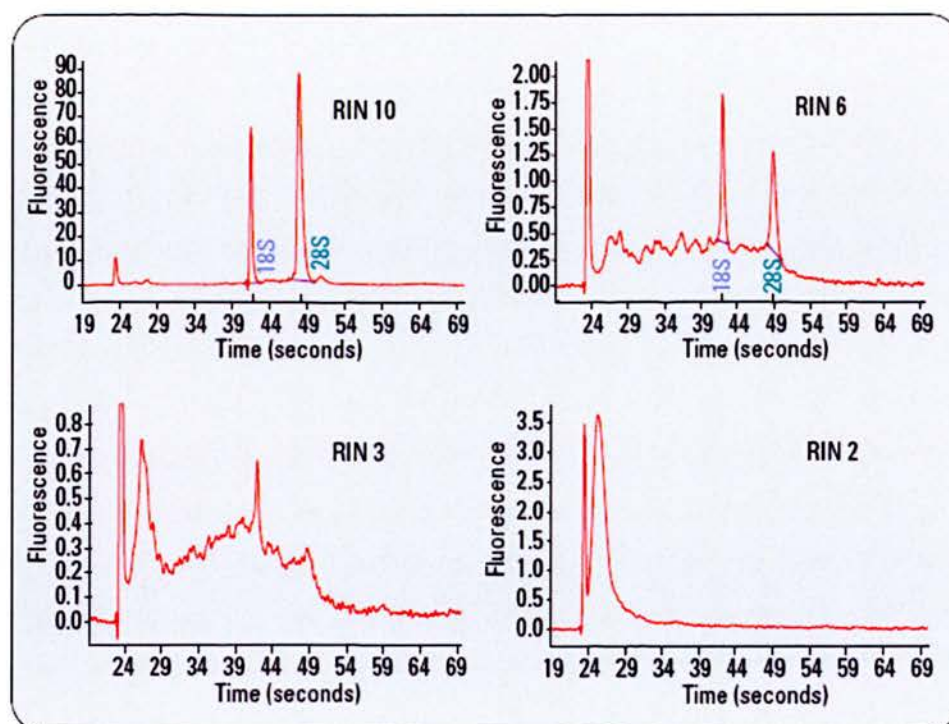 RIN 10
Fluorescence
90
80
70
60
50
40
30
20
10
0
18S
28S
19 24 29 34 39 44 49 54 59 64 69
Time (seconds)
RIN 6
Fluorescence
2.00
1.75
1.50
1.25
1.00
0.75
0.50
0.25
0.00
18S
28S
24 29 34 39 44 49 54 59 64 69
Time (seconds)
RIN 3
Fluorescence
0.8
0.7
0.6
0.5
0.4
0.3
0.2
0.1
0.0
24 29 34 39 44 49 54 59 64 69
Time (seconds)
RIN 2
Fluorescence
3.5
3.0
2.5
2.0
1.5
1.0
0.5
0.0
19 24 29 34 39 44 49 54 59 64 69
Time (seconds)